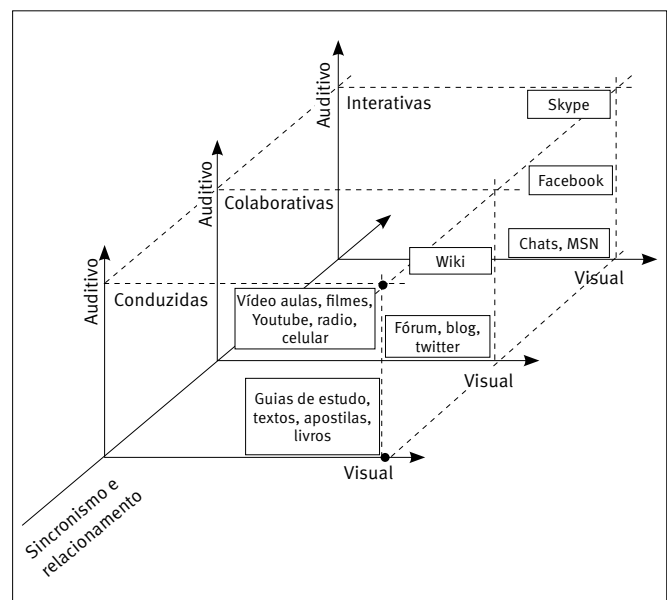 Auditivo
Interativas
Skype
Auditivo
Colaborativas
Facebook
Chats, MSN
Wiki
Visual
Auditivo
Conduzidas
Vídeo aulas, filmes,
Youtube, radio,
celular
Fórum, blog,
twitter
Visual
Guias de estudo,
textos, apostilas,
livros
Visual
Sincronismo e
relacionamento